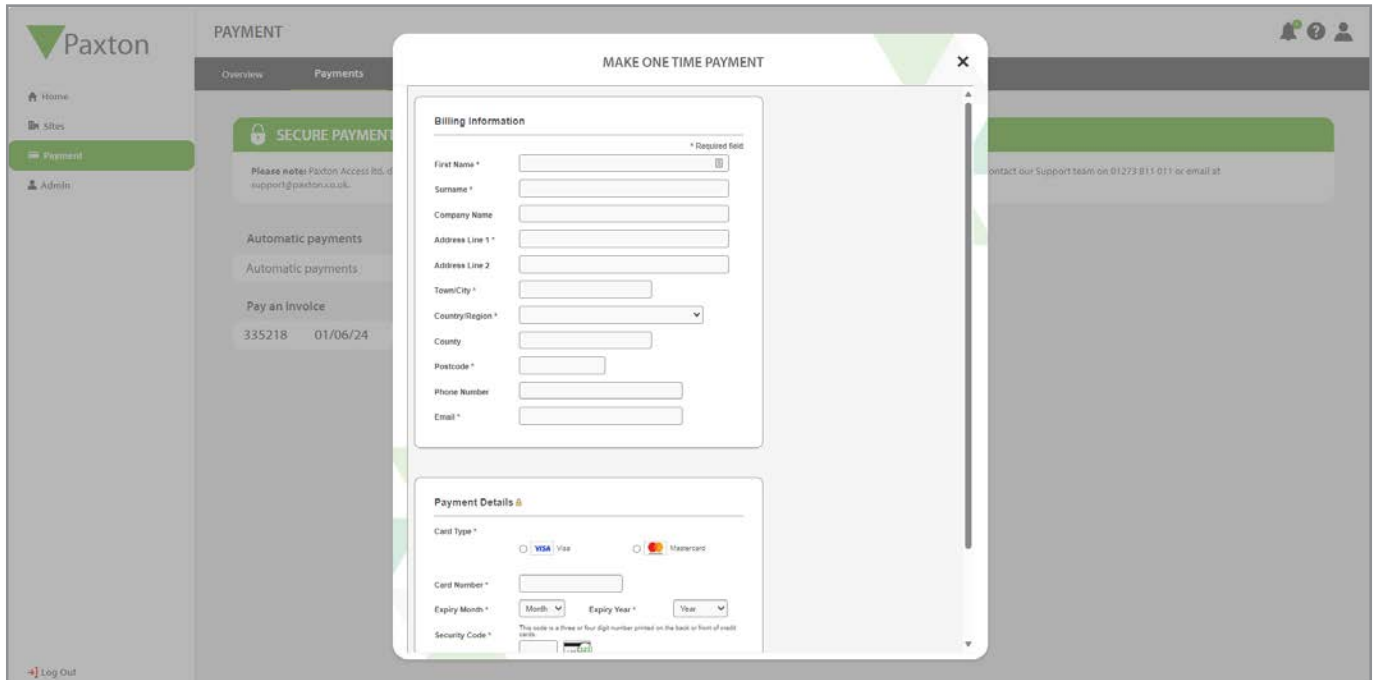 Paxton
PAYMENT
Overview
Payments
Home
Sites
Payment
Admin
Log Out
SECURE PAYMENT
Please note: Paxton Access ltd. d
support@paxton.co.uk.
ontact our Support team on 01273 811 011 or email at
Automatic payments
Automatic payments
Pay an invoice
335218 01/06/24
MAKE ONE TIME PAYMENT
Billing Information
* Required field
First Name *
Surname *
Company Name
Address Line 1 *
Address Line 2
Town/City *
Country/Region *
County
Postcode *
Phone Number
Email *
Payment Details
Card Type *
VISA Visa
Mastercard
Card Number *
Expiry Month * Month Expiry Year * Year
This code is a three or four digit number printed on the back or front of credit
cards.
Security Code *